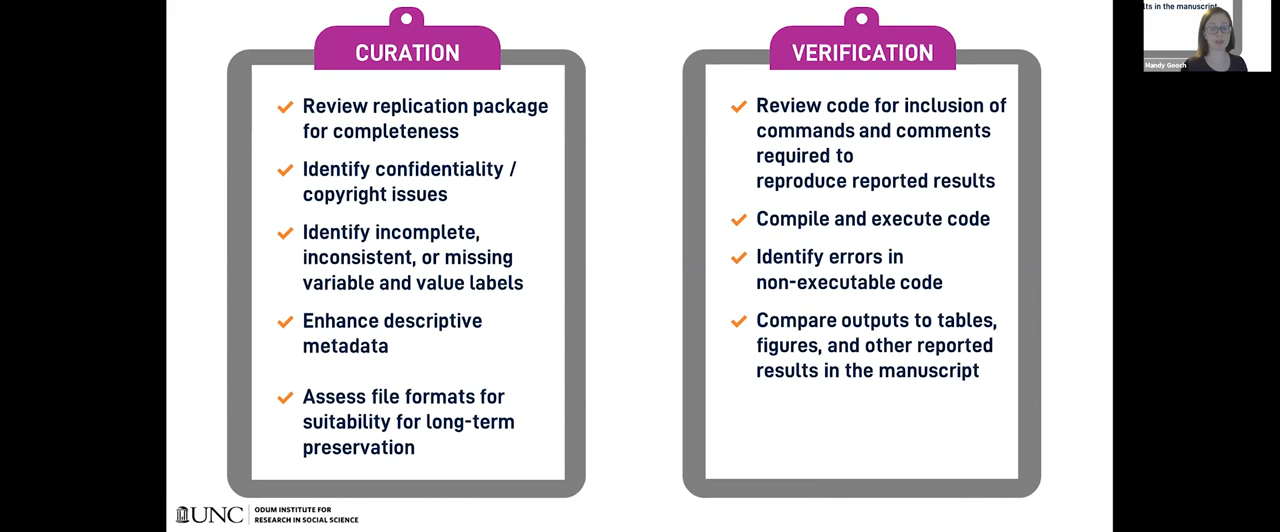 CURATION
Review replication package
for completeness
Identify confidentiality /
copyright issues
Identify incomplete,
inconsistent, or missing
variable and value labels
Enhance descriptive
metadata
Assess file formats for
suitability for long-term
preservation
VERIFICATION
Review code for inclusion of
commands and comments
required to
reproduce reported results
Compile and execute code
Identify errors in
non-executable code
Compare outputs to tables,
figures, and other reported
results in the manuscript
UNC
ODUM INSTITUTE FOR
RESEARCH IN SOCIAL SCIENCE
lts in the manuscript
Mandy Gooch